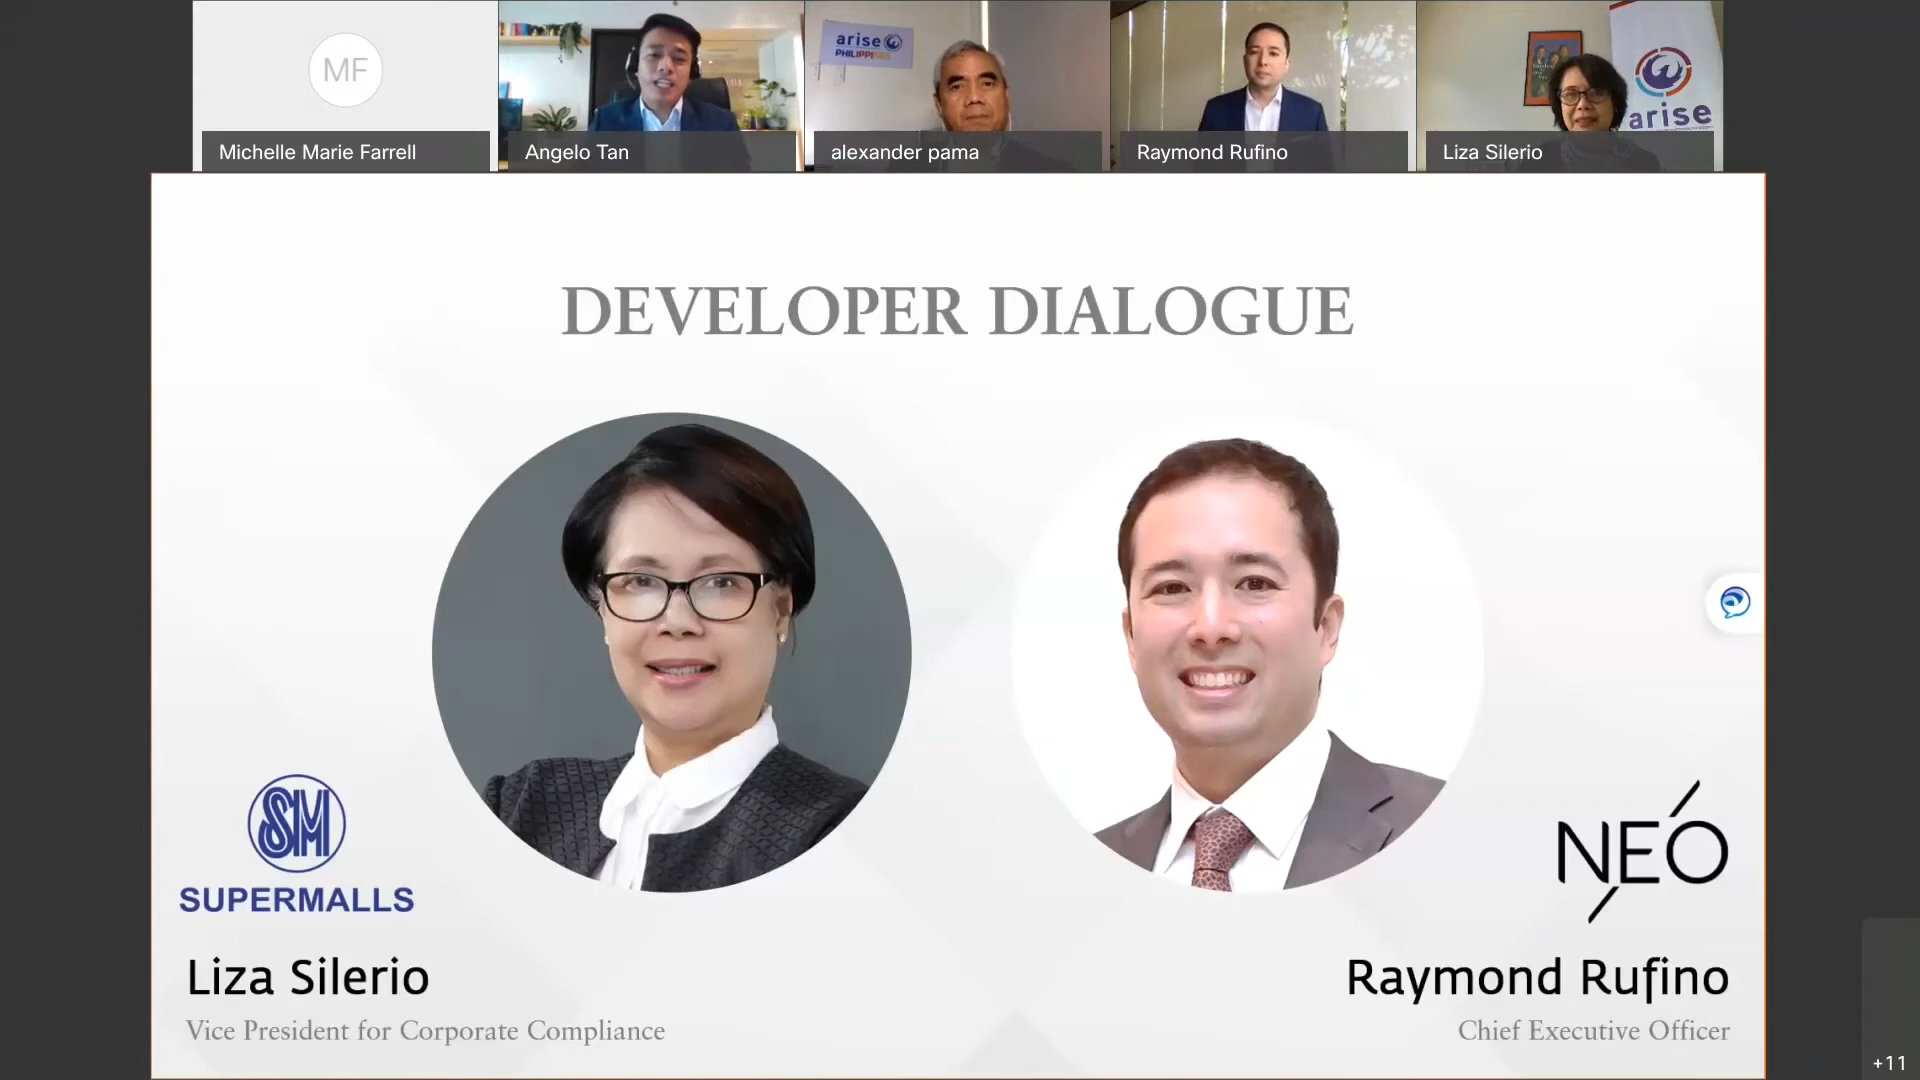 MF
Michelle Marie Farrell
Angelo Tan
arise
PHILIPPINES
alexander pama
Raymond Rufino
arise
Liza Silerio
DEVELOPER DIALOGUE
SM
SUPERMALLS
NEO
Liza Silerio
Raymond Rufino
Vice President for Corporate Compliance
Chief Executive Officer
+11